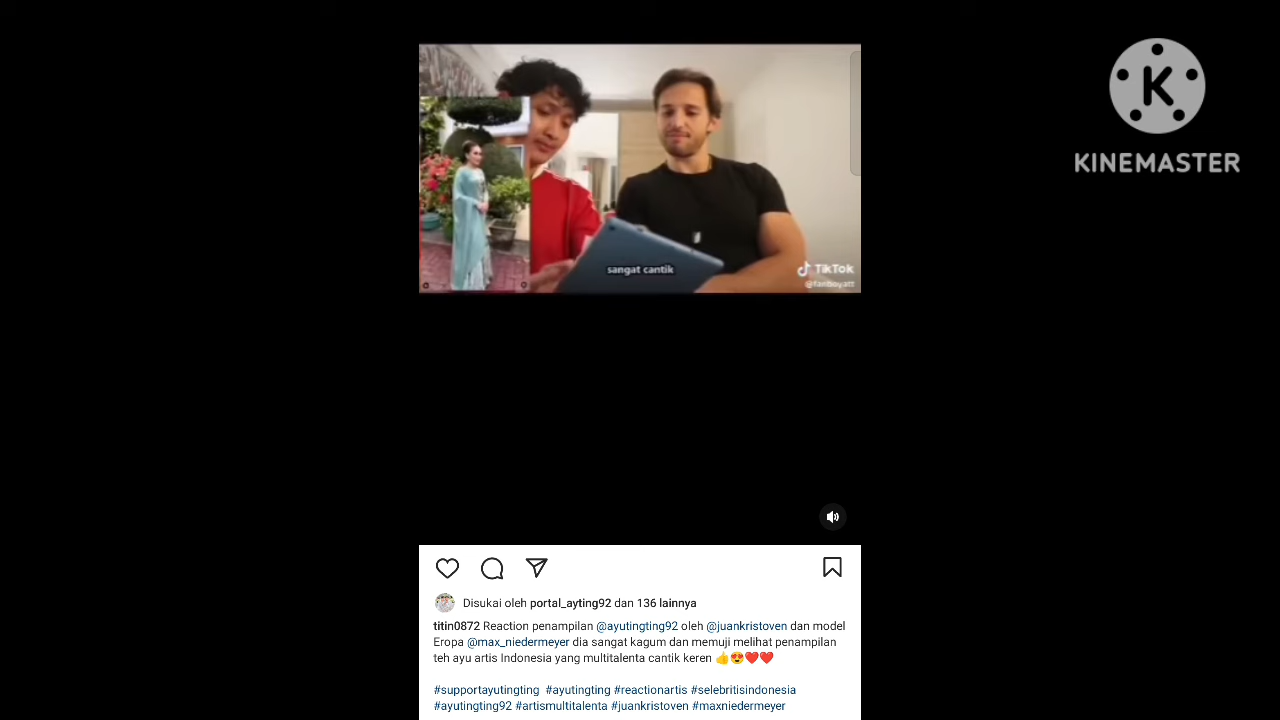 K
KINEMASTER
sangat cantik
TikTok
@fanboyatt
Disukai oleh portal_ayting92 dan 136 lainnya
titin0872 Reaction penampilan @ayutingting92 oleh @juankristoven dan model
Eropa @max_niedermeyer dia sangat kagum dan memuji melihat penampilan
teh ayu artis Indonesia yang multitalenta cantik keren 👍😍❤️❤️
#supportayutingting #ayutingting #reactionartis #selebritisindonesia
#ayutingting92 #artismultitalenta #juankristoven #maxniedermeyer